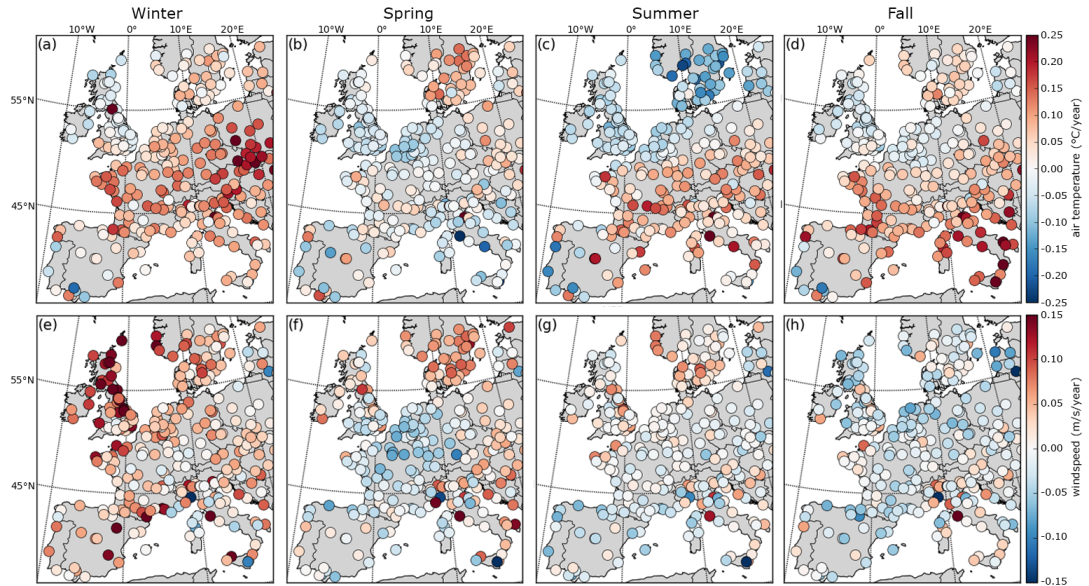 Winter Spring Summer Fall
10°W 0° 10°E 20°E 10°W 0° 10°E 20°E 10°W 0° 10°E 20°E 10°W 0° 10°E 20°E
(a) (b) (c) (d)
55°N
45°N
0.25
0.20
0.15
0.10
0.05
0.00
-0.05
-0.10
-0.15
-0.20
-0.25
air temperature (°C/year)
(e) (f) (g) (h)
55°N
45°N
0.15
0.10
0.05
0.00
-0.05
-0.10
-0.15
windspeed (m/s/year)